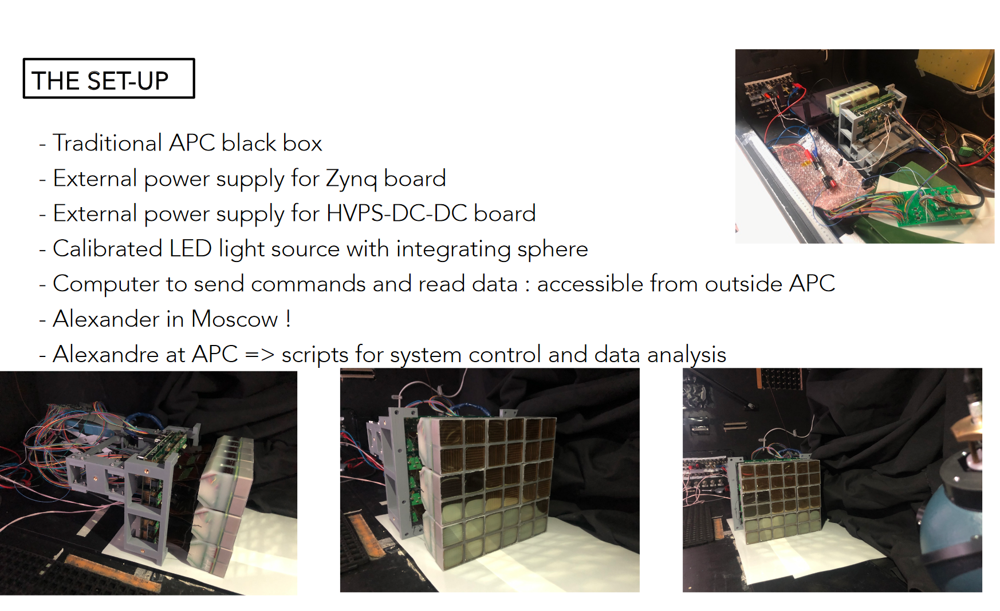 THE SET-UP
- Traditional APC black box
- External power supply for Zynq board
- External power supply for HVPS-DC-DC board
- Calibrated LED light source with integrating sphere
- Computer to send commands and read data : accessible from outside APC
- Alexander in Moscow !
- Alexandre at APC => scripts for system control and data analysis